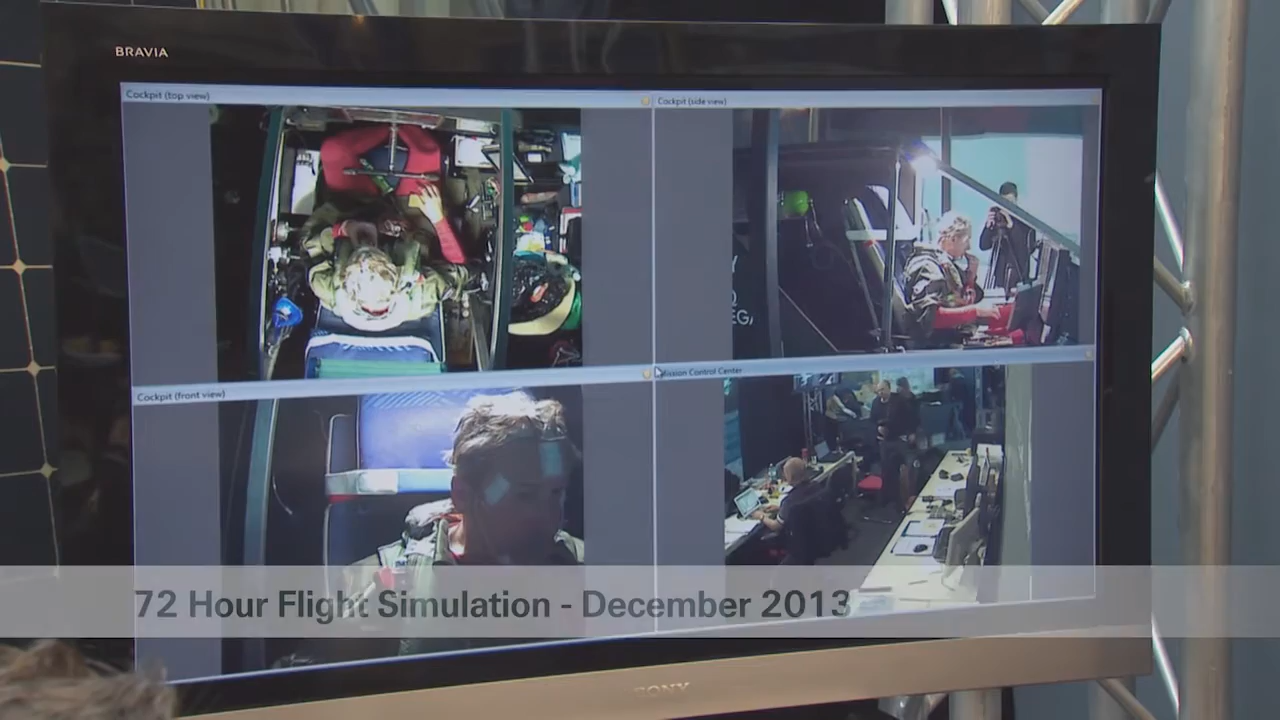 BRAVIA
Cockpit (top view)
Cockpit (side view)
Cockpit (front view)
Mission Control Center
72 Hour Flight Simulation - December 2013
SONY